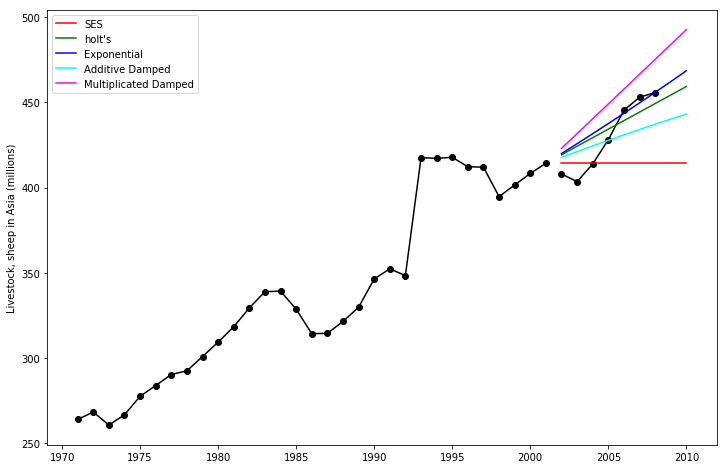 500
450
400
350
300
250
Livestock, sheep in Asia (millions)
SES
holt's
Exponential
Additive Damped
Multiplicated Damped
1970 1975 1980 1985 1990 1995 2000 2005 2010